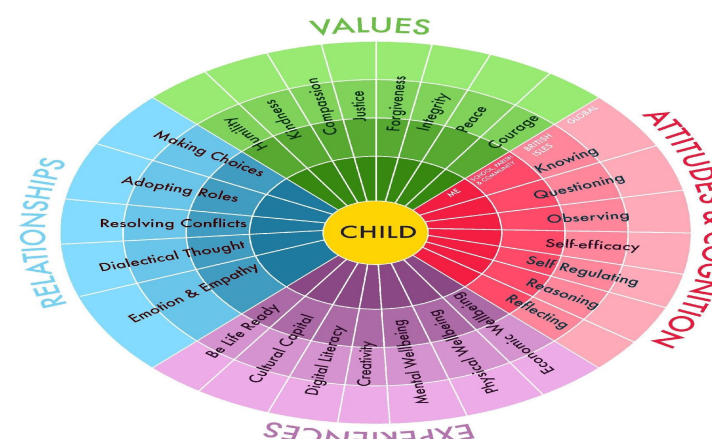 VALUES
Humility
Kindness
Compassion
Justice
Forgiveness
Integrity
Peace
Courage
ATTITUDES & COGNITION
GLOBAL
BRITISH
ISLES
SCHOOL, PARISH
& COMMUNITY
ME
Knowing
Questioning
Observing
Self-efficacy
Self Regulating
Reasoning
Reflecting
CHILD
RELATIONSHIPS
Making Choices
Adopting Roles
Resolving Conflicts
Dialectical Thought
Emotion & Empathy
Be Life Ready
Cultural Capital
Digital Literacy
Creativity
Mental Wellbeing
Physical Wellbeing
Economic Wellbeing
EXPERIENCES